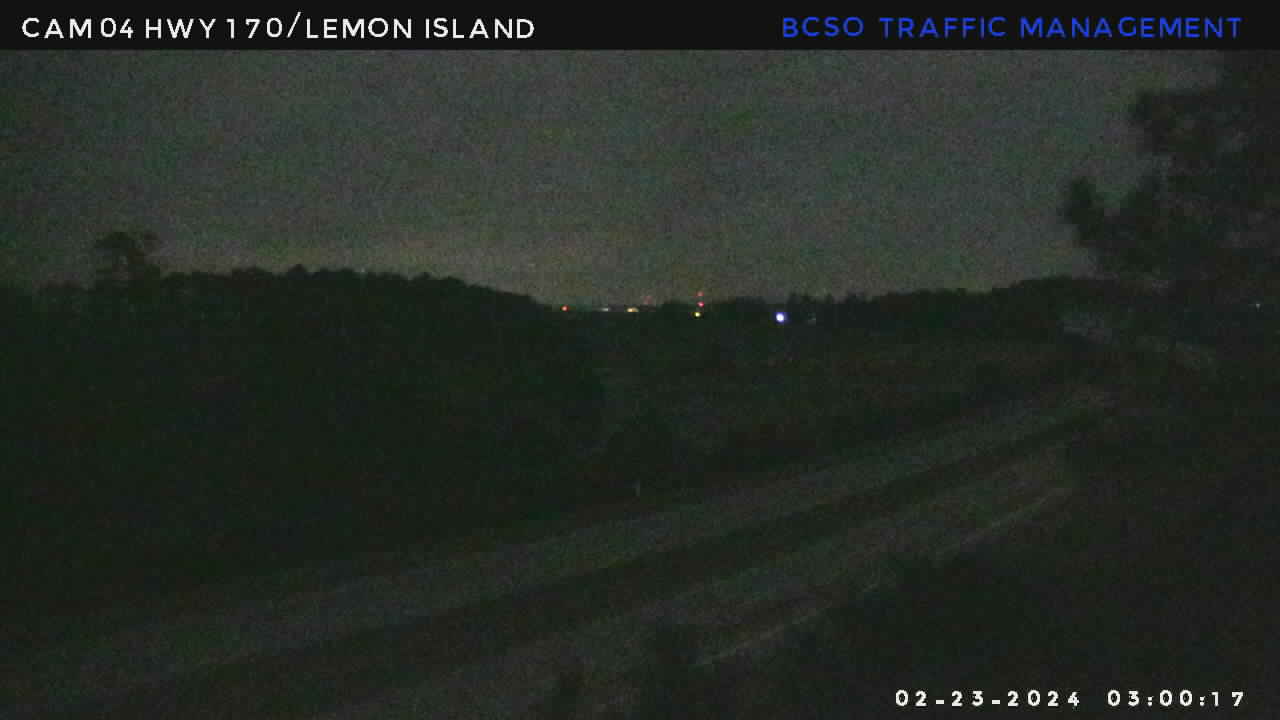 CAM04 HWY 170/LEMON ISLAND
BCSO TRAFFIC MANAGEMENT
02-23-2024 03:00:17